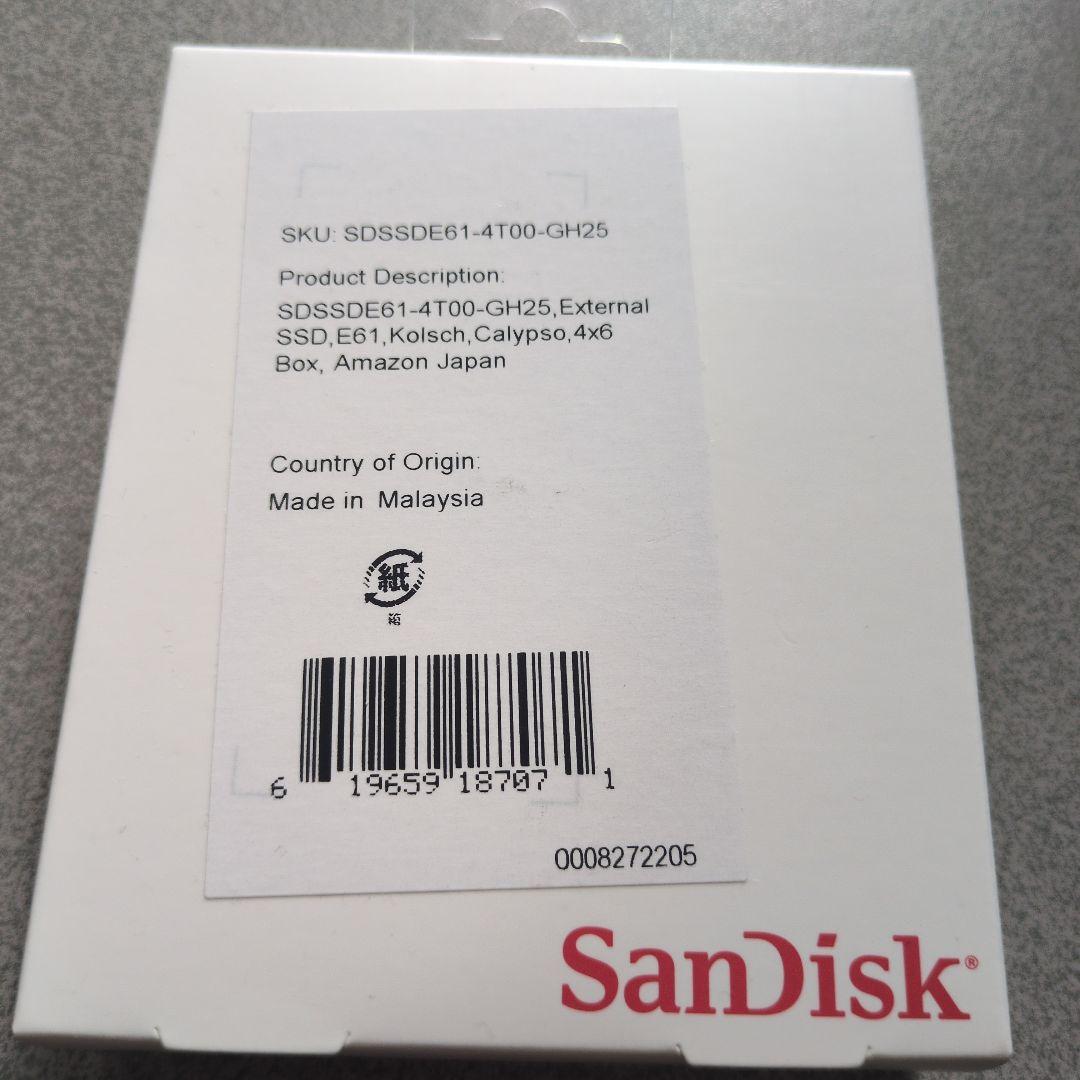 SKU: SDSSDE61-4T00-GH25
Product Description:
SDSSDE61-4T00-GH25,External
SSD,E61,Kolsch,Calypso,4x6
Box, Amazon Japan
Country of Origin:
Made in Malaysia
紙
箱
6 19659 18707 1
0008272205
SanDisk®